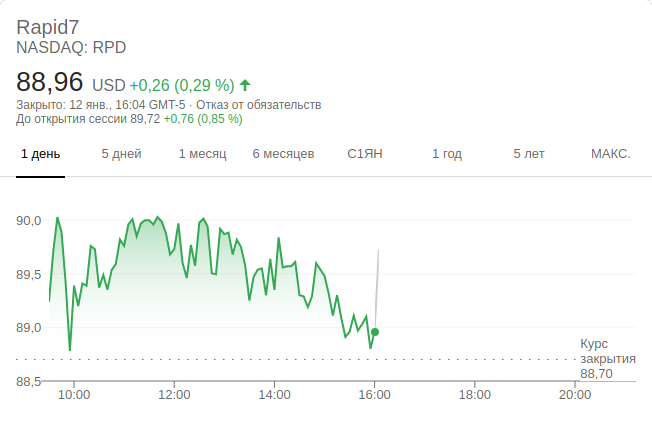 Rapid7
NASDAQ: RPD
88,96 USD +0,26 (0,29 %)
Закрыто: 12 янв., 16:04 GMT-5 · Отказ от обязательств
До открытия сессии 89,72 +0,76 (0,85 %)
1 день 5 дней 1 месяц 6 месяцев С1ЯН 1 год 5 лет МАКС.
90,0
89,5
89,0
Курс
закрытия
88,70
88,5
10:00 12:00 14:00 16:00 18:00 20:00